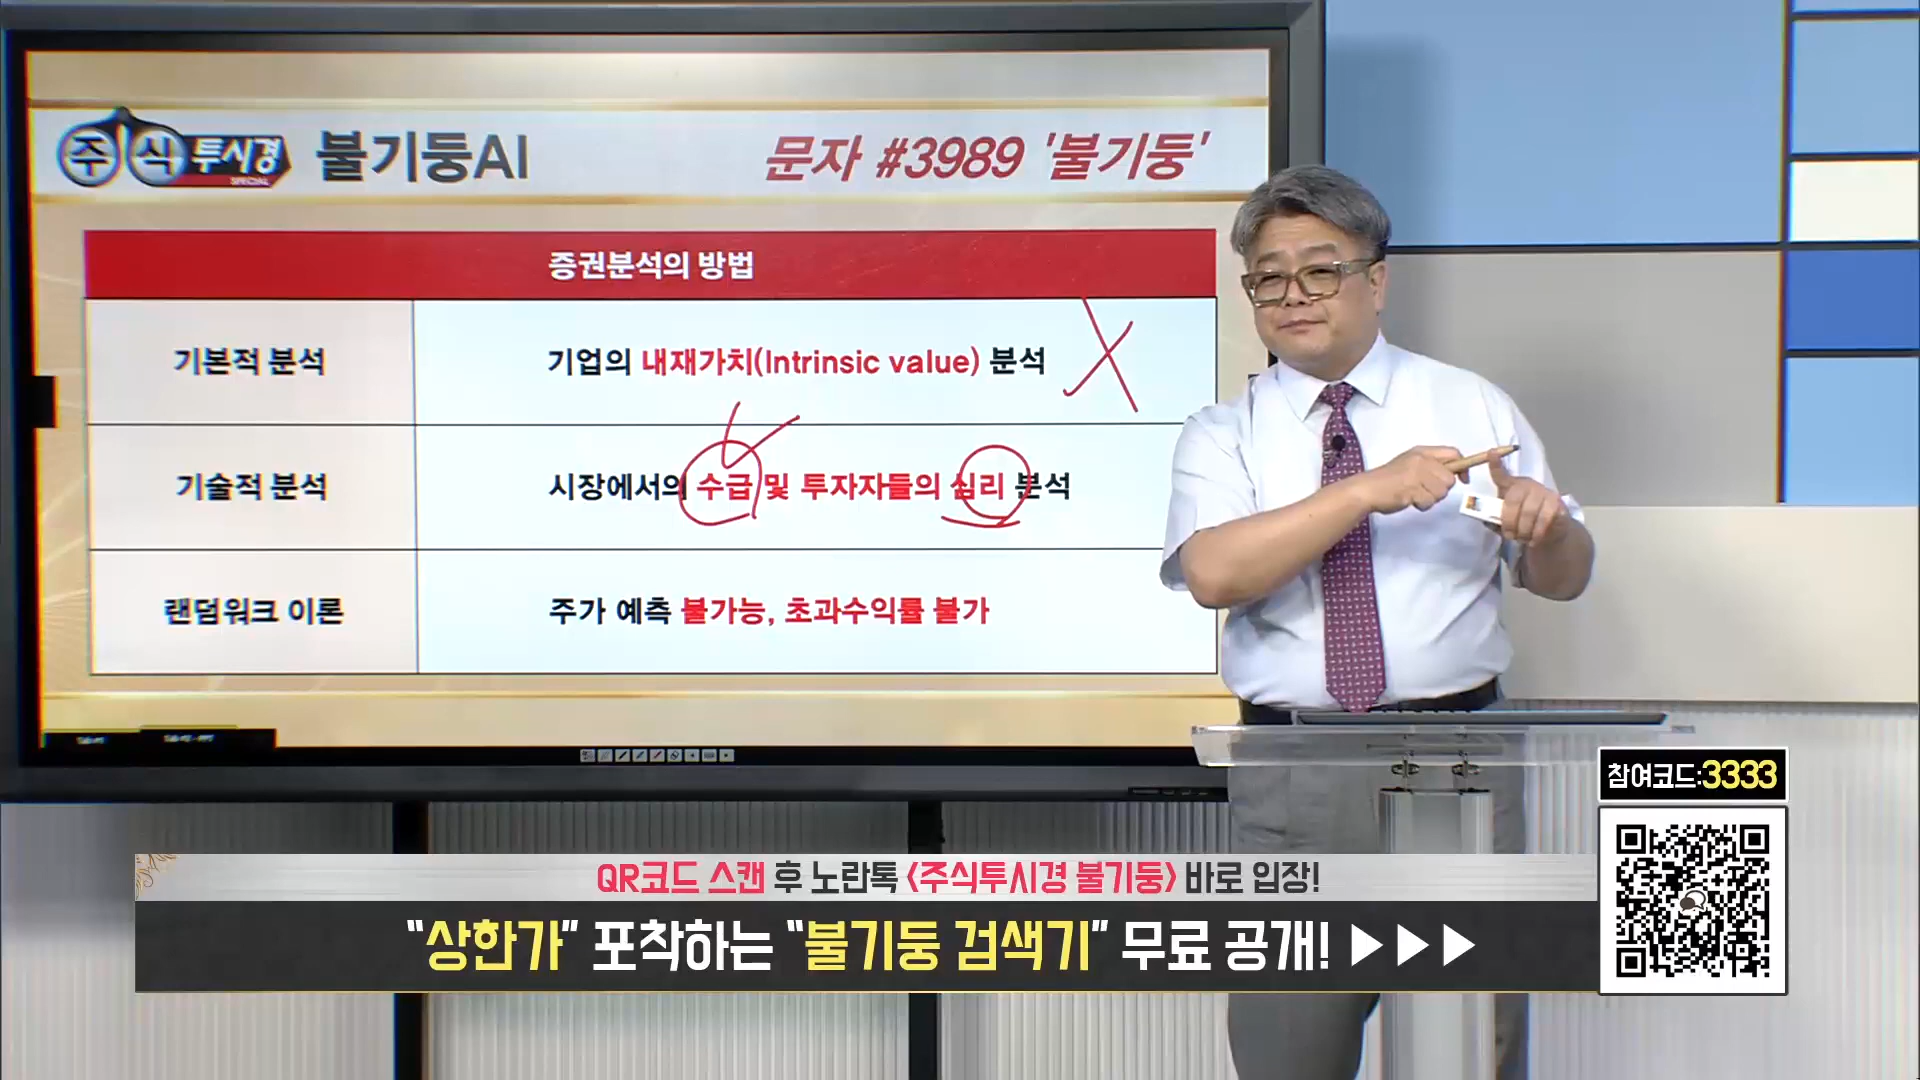 주식투시경
SPECIAL
불기둥AI
문자 #3989 '불기둥'
증권분석의 방법
기본적 분석
기업의 내재가치(Intrinsic value) 분석
기술적 분석
시장에서의 수급 및 투자자들의 심리 분석
랜덤워크 이론
주가 예측 불가능, 초과수익률 불가
참여코드:3333
QR코드 스캔 후 노란톡 <주식투시경 불기둥> 바로 입장!
"상한가" 포착하는 "불기둥 검색기" 무료 공개! ▶▶▶